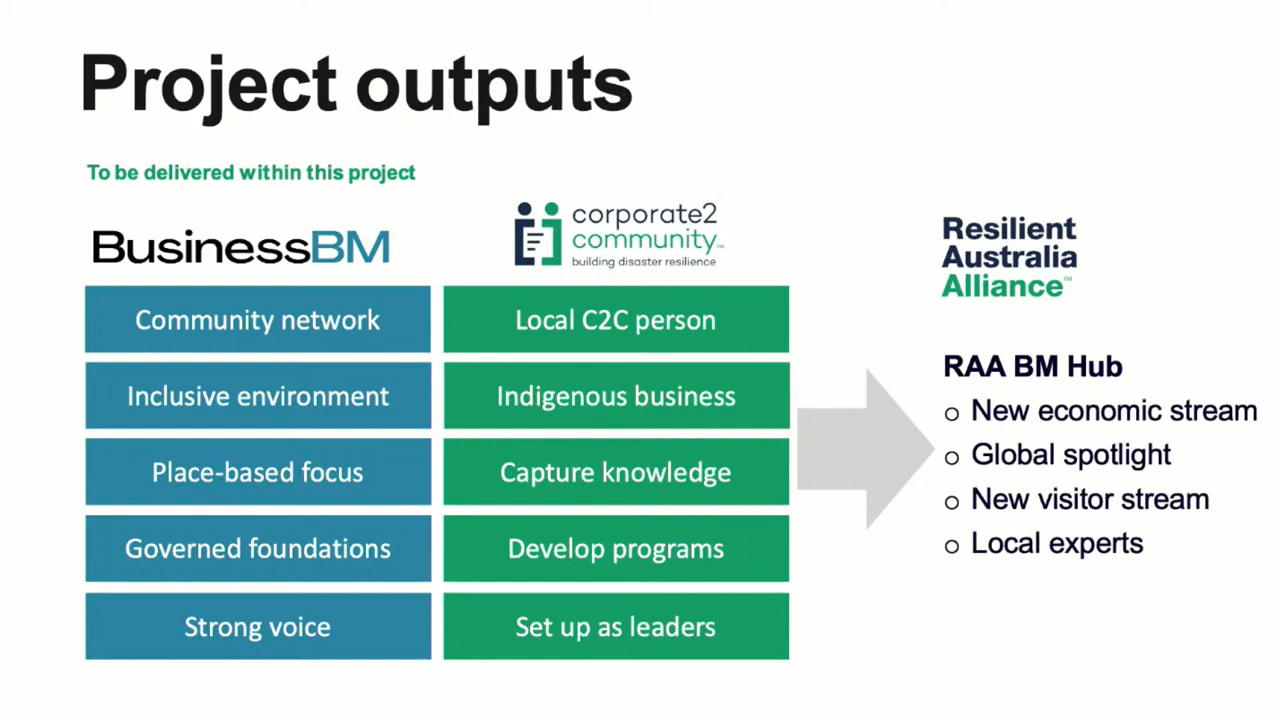 Project outputs
To be delivered within this project
BusinessBM
Community network
Inclusive environment
Place-based focus
Governed foundations
Strong voice
corporate2
community™
building disaster resilience
Local C2C person
Indigenous business
Capture knowledge
Develop programs
Set up as leaders
Resilient
Australia
Alliance™
RAA BM Hub
o New economic stream
o Global spotlight
o New visitor stream
o Local experts